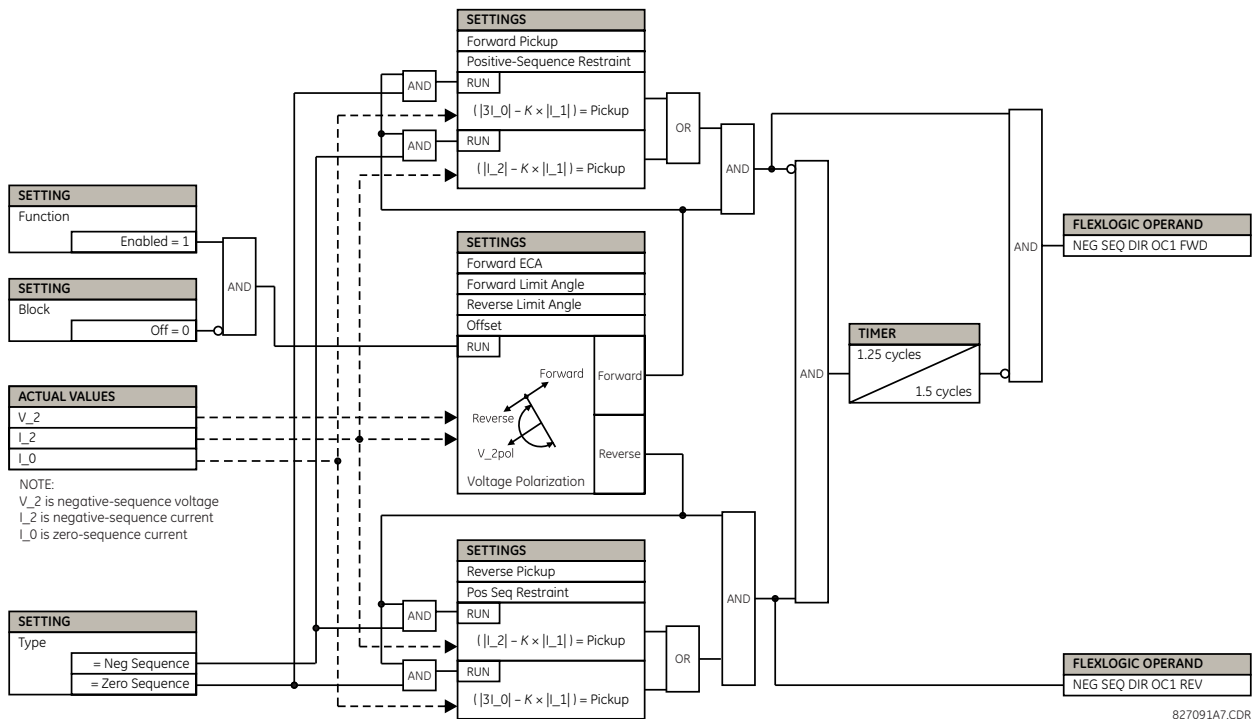 SETTINGS
Forward Pickup
Positive-Sequence Restraint
RUN
( |3I_0| – K × |I_1| ) = Pickup
RUN
( |I_2| – K × |I_1| ) = Pickup
AND
AND
OR
AND
SETTING
Function
Enabled = 1
SETTING
Block
Off = 0
AND
ACTUAL VALUES
V_2
I_2
I_0
NOTE:
V_2 is negative-sequence voltage
I_2 is negative-sequence current
I_0 is zero-sequence current
SETTING
Type
= Neg Sequence
= Zero Sequence
SETTINGS
Forward ECA
Forward Limit Angle
Reverse Limit Angle
Offset
RUN
Forward
Reverse
V_2pol
Voltage Polarization
Forward
Reverse
SETTINGS
Reverse Pickup
Pos Seq Restraint
RUN
( |I_2| – K × |I_1| ) = Pickup
RUN
( |3I_0| – K × |I_1| ) = Pickup
AND
AND
OR
AND
AND
TIMER
1.25 cycles
1.5 cycles
AND
FLEXLOGIC OPERAND
NEG SEQ DIR OC1 FWD
FLEXLOGIC OPERAND
NEG SEQ DIR OC1 REV
827091A7.CDR